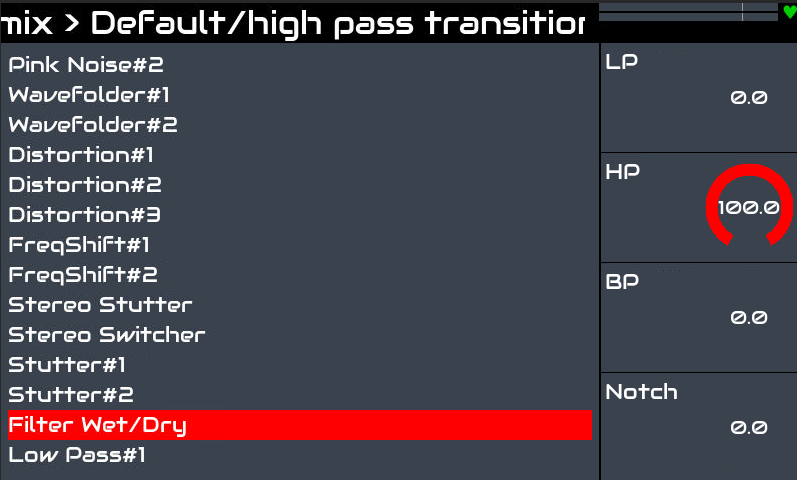 mix > Default/high pass transition
Pink Noise#2
Wavefolder#1
Wavefolder#2
Distortion#1
Distortion#2
Distortion#3
FreqShift#1
FreqShift#2
Stereo Stutter
Stereo Switcher
Stutter#1
Stutter#2
Filter Wet/Dry
Low Pass#1
LP
0.0
HP
100.0
BP
0.0
Notch
0.0